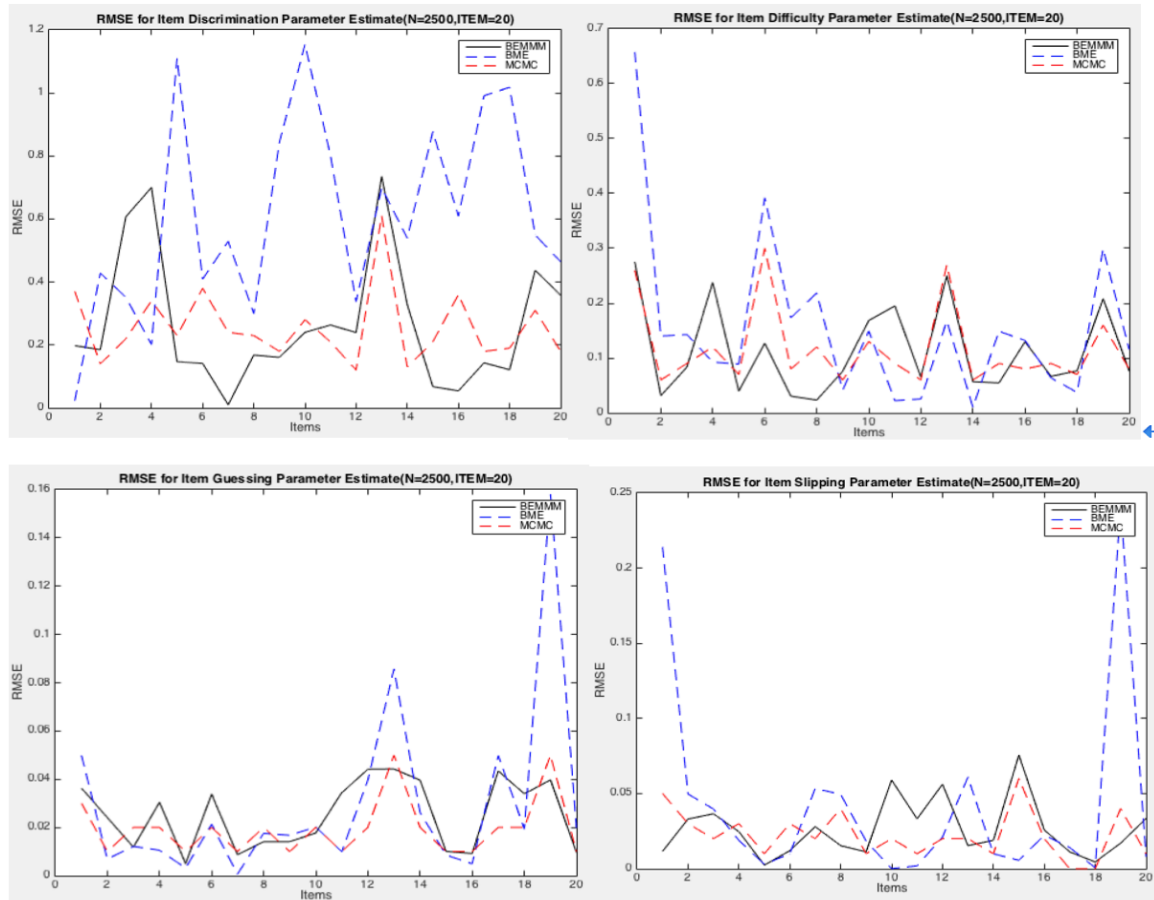 RMSE for Item Discrimination Parameter Estimate(N=2500,ITEM=20)
BEMMM
BME
MCMC
1.2
1
0.8
0.6
0.4
0.2
0
RMSE
0 2 4 6 8 10 12 14 16 18 20
Items
RMSE for Item Difficulty Parameter Estimate(N=2500,ITEM=20)
BEMMM
BME
MCMC
0.7
0.6
0.5
0.4
0.3
0.2
0.1
0
RMSE
0 2 4 6 8 10 12 14 16 18 20
Items
RMSE for Item Guessing Parameter Estimate(N=2500,ITEM=20)
BEMMM
BME
MCMC
0.16
0.14
0.12
0.1
0.08
0.06
0.04
0.02
0
RMSE
0 2 4 6 8 10 12 14 16 18 20
Items
RMSE for Item Slipping Parameter Estimate(N=2500,ITEM=20)
BEMMM
BME
MCMC
0.25
0.2
0.15
0.1
0.05
0
RMSE
0 2 4 6 8 10 12 14 16 18 20
Items